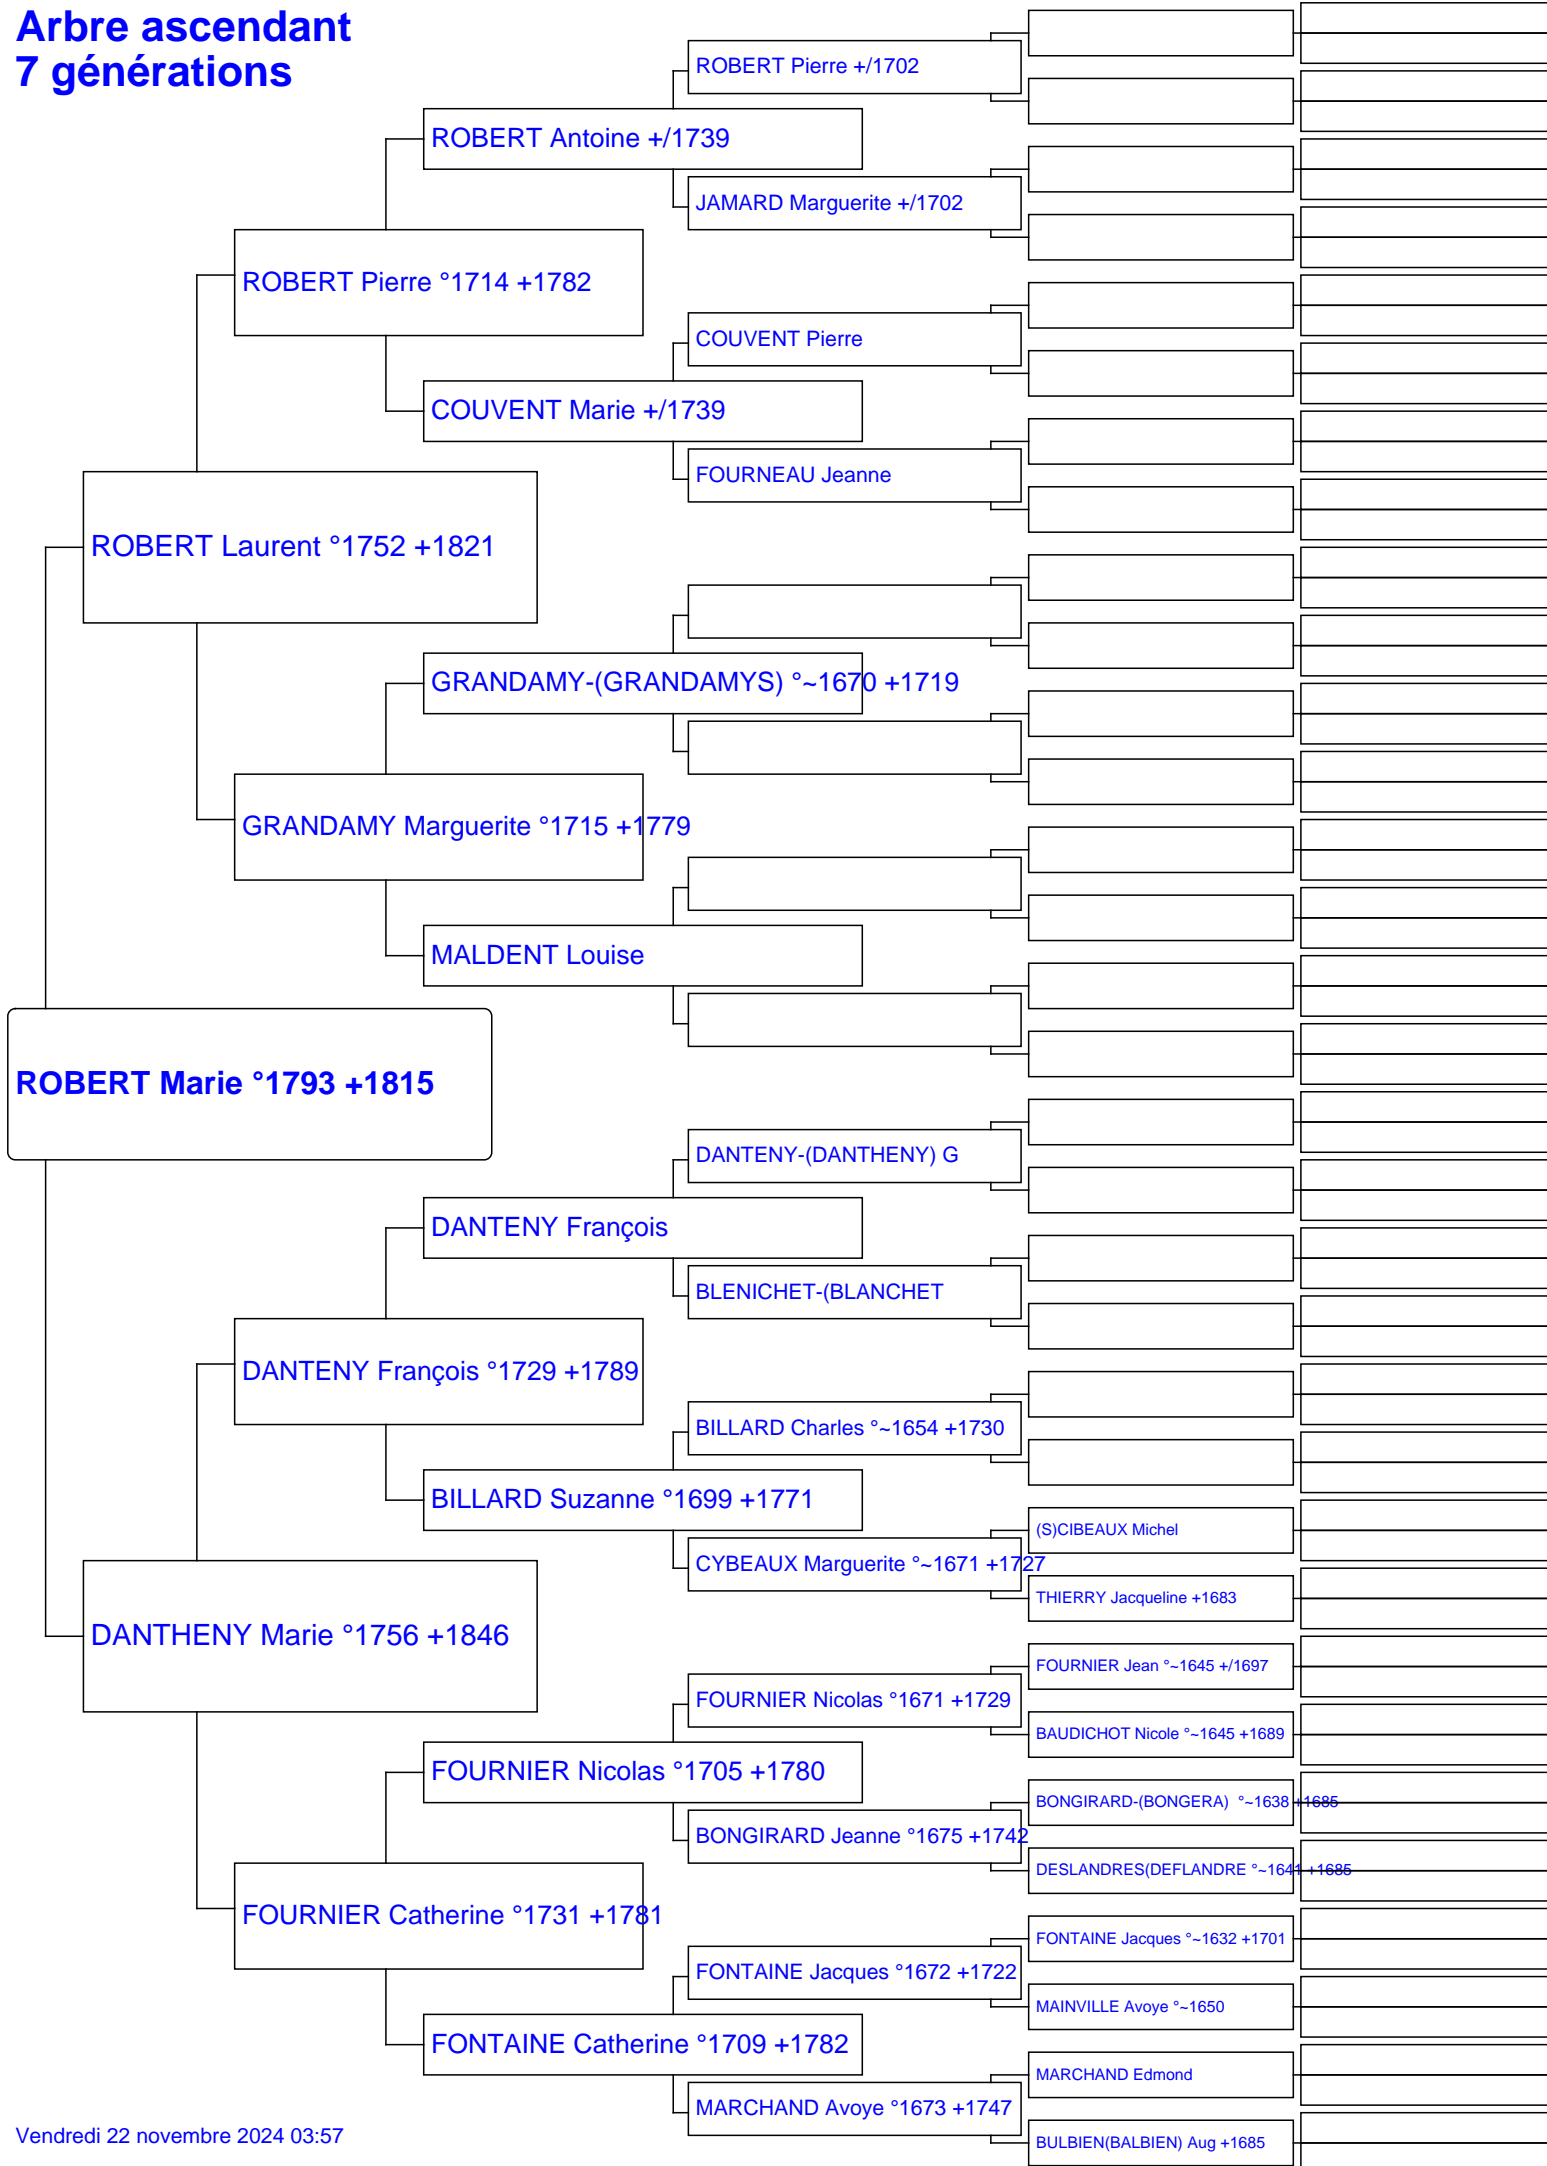 Arbre ascendant
7 générations
ROBERT Pierre +/1702
ROBERT Antoine +/1739
JAMARD Marguerite +/1702
ROBERT Pierre °1714 +1782
COUVENT Pierre
COUVENT Marie +/1739
FOURNEAU Jeanne
ROBERT Laurent °1752 +1821
GRANDAMY-(GRANDAMYS) °~1670 +1719
GRANDAMY Marguerite °1715 +1779
MALDENT Louise
ROBERT Marie °1793 +1815
DANTENY-(DANTHENY) G
DANTENY François
BLENICHET-(BLANCHET
DANTENY François °1729 +1789
BILLARD Charles °~1654 +1730
BILLARD Suzanne °1699 +1771
(S)CIBEAUX Michel
CYBEAUX Marguerite °~1671 +1727
THIERRY Jacqueline +1683
DANTHENY Marie °1756 +1846
FOURNIER Jean °~1645 +/1697
FOURNIER Nicolas °1671 +1729
BAUDICHOT Nicole °~1645 +1689
FOURNIER Nicolas °1705 +1780
BONGIRARD-(BONGERA)  °~1638 +1685
BONGIRARD Jeanne °1675 +1742
DESLANDRES(DEFLANDRE °~1641 +1685
FOURNIER Catherine °1731 +1781
FONTAINE Jacques °~1632 +1701
FONTAINE Jacques °1672 +1722
MAINVILLE Avoye °~1650
FONTAINE Catherine °1709 +1782
MARCHAND Edmond
MARCHAND Avoye °1673 +1747
BULBIEN(BALBIEN) Aug +1685
Vendredi 22 novembre 2024 03:57